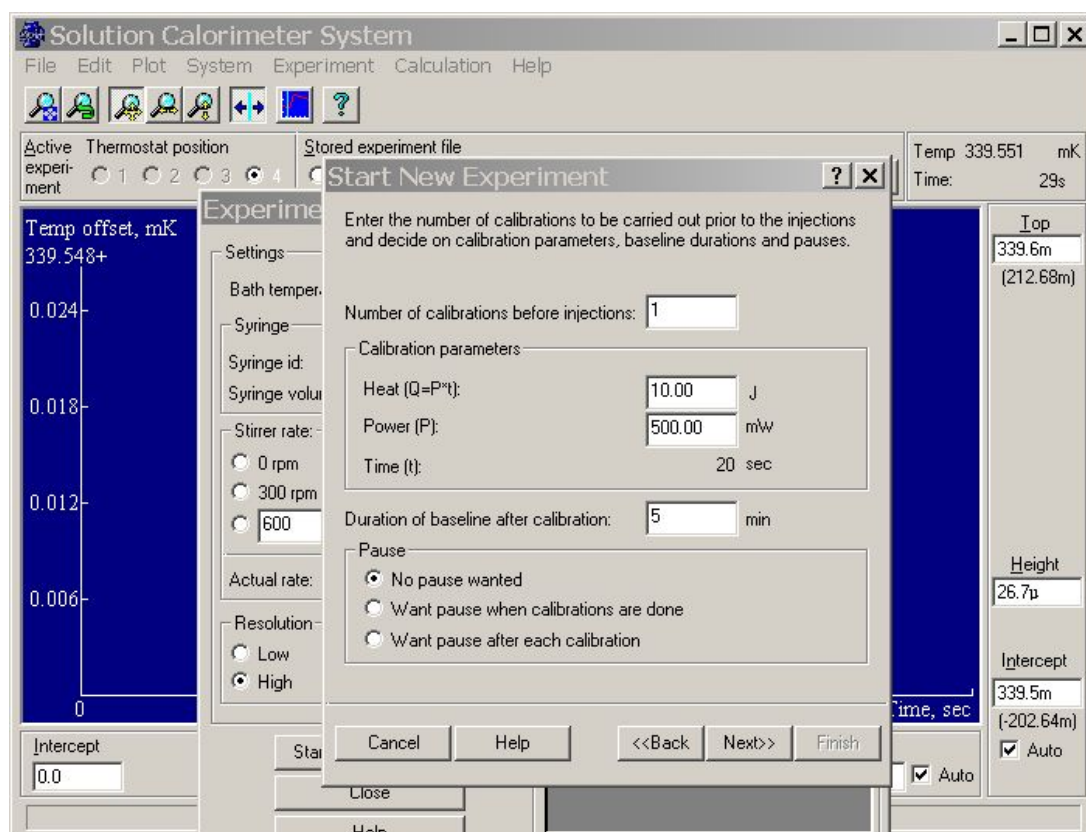 Solution Calorimeter System
File Edit Plot System Experiment Calculation Help
Active Thermostat position
experi-
ment
1 2 3 4
Stored experiment file
Temp 339.551 mK
Time: 29s
Temp offset, mK
339.548+
0.024
0.018
0.012
0.006
0
Time, sec
Top
339.6m
(212.68m)
Height
26.7µ
Intercept
339.5m
(-202.64m)
Auto
Intercept
0.0
Auto
Experime
Settings
Bath temper
Syringe
Syringe id:
Syringe volu
Stirrer rate:
0 rpm
300 rpm
600
Actual rate:
Resolution
Low
High
Star
Close
Help
Start New Experiment
Enter the number of calibrations to be carried out prior to the injections
and decide on calibration parameters, baseline durations and pauses.
Number of calibrations before injections: 1
Calibration parameters
Heat (Q=P*t): 10.00 J
Power (P): 500.00 mW
Time (t): 20 sec
Duration of baseline after calibration: 5 min
Pause
No pause wanted
Want pause when calibrations are done
Want pause after each calibration
Cancel Help <<Back Next>> Finish